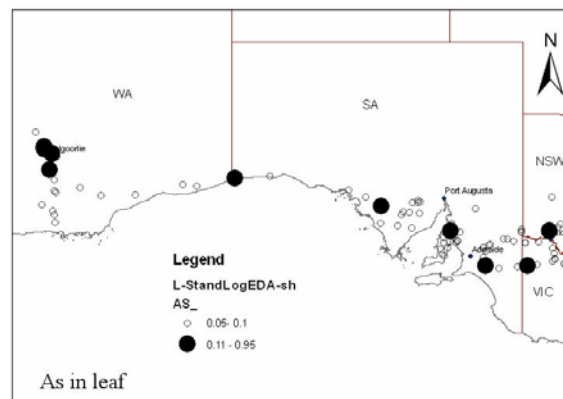 N
WA
SA
lgoorlie
NSW
Port Augusta
Adelaide
VIC
Legend
L-StandLogEDA-sh
AS_
0.05- 0.1
0.11 - 0.95
As in leaf